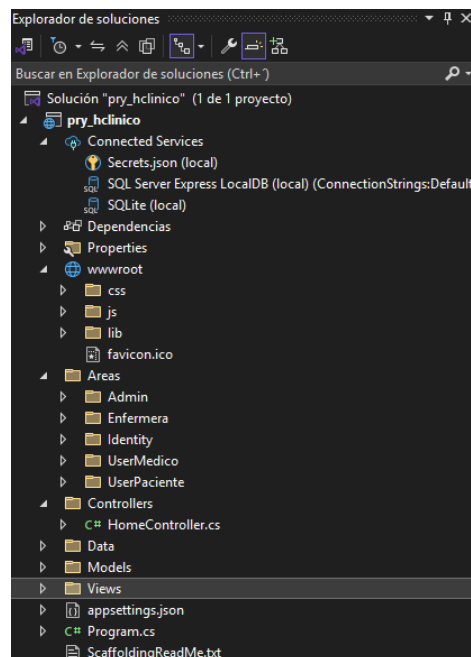 Explorador de soluciones
Buscar en Explorador de soluciones (Ctrl+´)
Solución "pry_hclinico" (1 de 1 proyecto)
pry_hclinico
Connected Services
Secrets.json (local)
SQL Server Express LocalDB (local) (ConnectionStrings:Default
SQLite (local)
Dependencias
Properties
wwwroot
css
js
lib
favicon.ico
Areas
Admin
Enfermera
Identity
UserMedico
UserPaciente
Controllers
C# HomeController.cs
Data
Models
Views
appsettings.json
C# Program.cs
ScaffoldingReadMe.txt